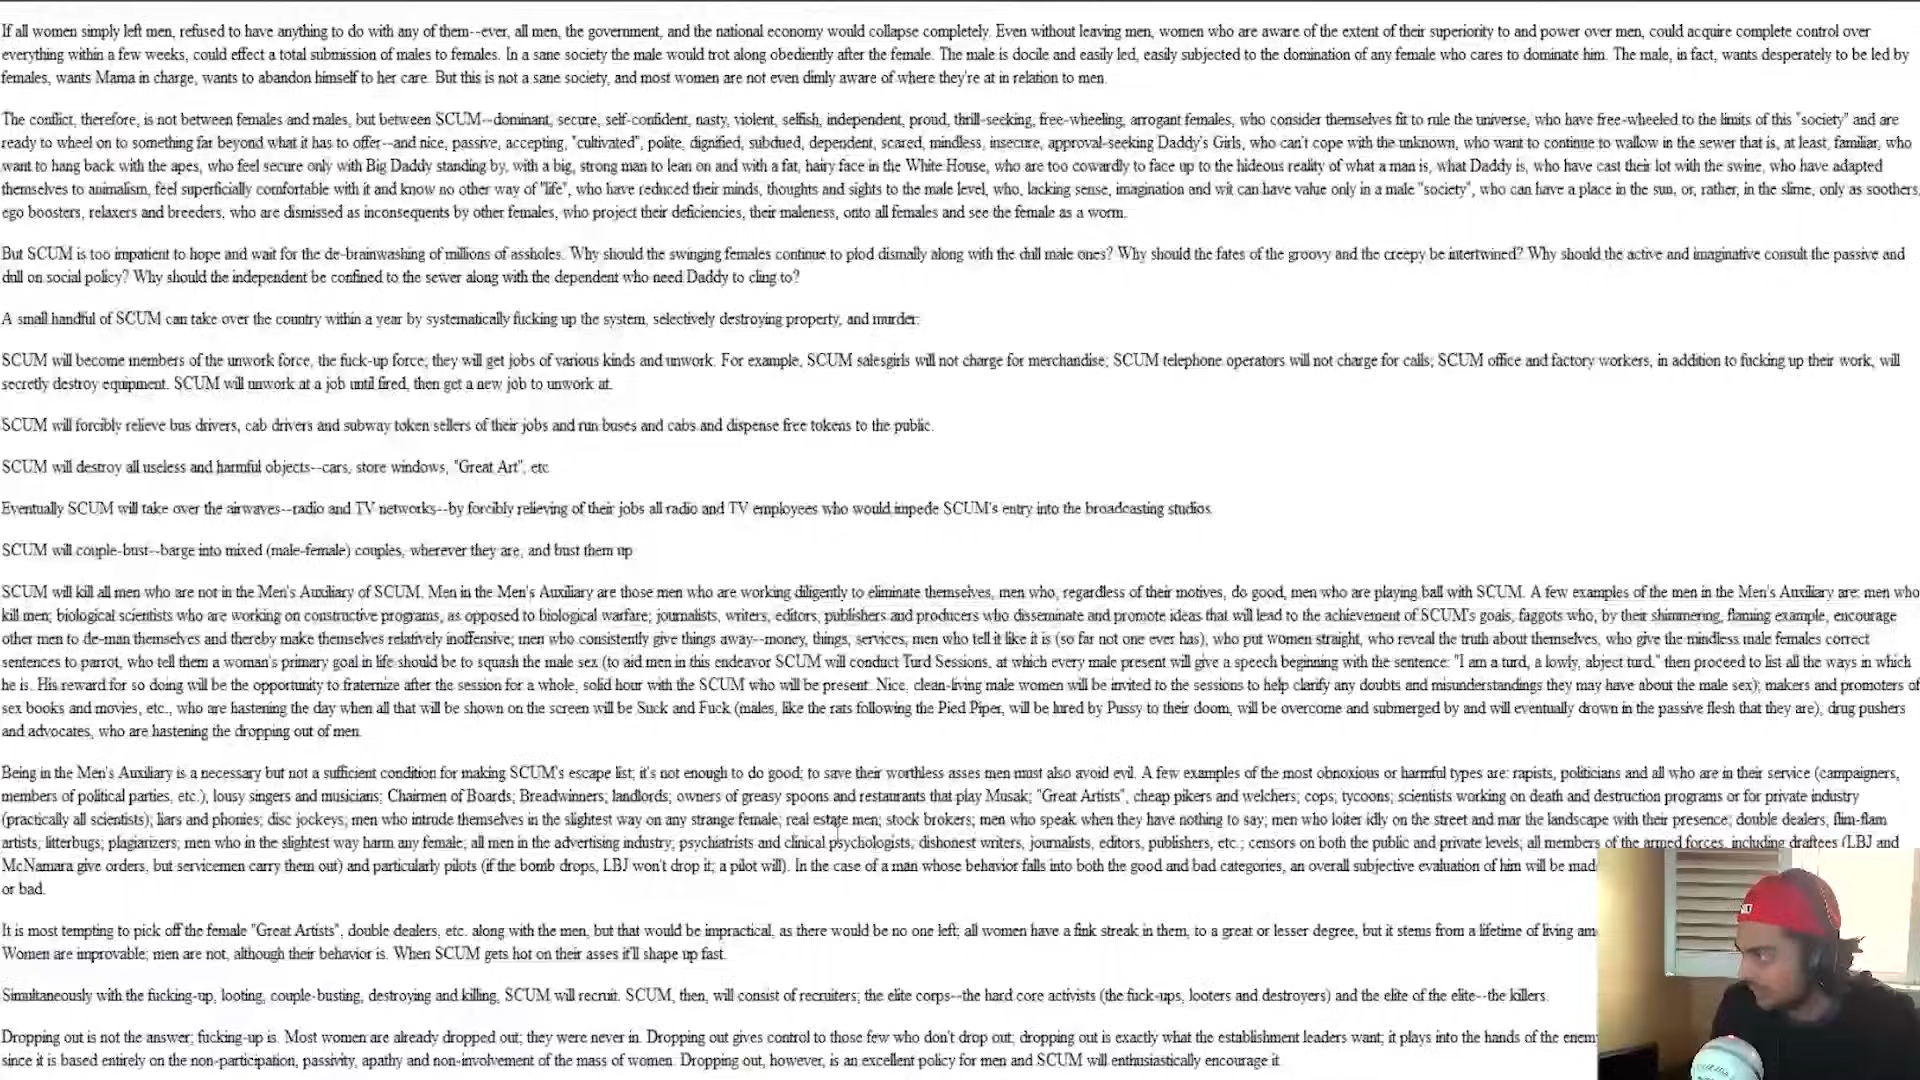 If all women simply left men, refused to have anything to do with any of them--ever, all men, the government, and the national economy would collapse completely. Even without leaving men, women who are aware of the extent of their superiority to and power over men, could acquire complete control over
everything within a few weeks, could effect a total submission of males to females. In a sane society the male would trot along obediently after the female. The male is docile and easily led, easily subjected to the domination of any female who cares to dominate him. The male, in fact, wants desperately to be led by
females, wants Mama in charge, wants to abandon himself to her care. But this is not a sane society, and most women are not even dimly aware of where they're at in relation to men.
The conflict, therefore, is not between females and males, but between SCUM--dominant, secure, self-confident, nasty, violent, selfish, independent, proud, thrill-seeking, free-wheeling, arrogant females, who consider themselves fit to rule the universe, who have free-wheeled to the limits of this "society" and are
ready to wheel on to something far beyond what it has to offer--and nice, passive, accepting, "cultivated", polite, dignified, subdued, dependent, scared, mindless, insecure, approval-seeking Daddy's Girls, who can't cope with the unknown, who want to continue to wallow in the sewer that is, at least, familiar, who
want to hang back with the apes, who feel secure only with Big Daddy standing by, with a big, strong man to lean on and with a fat, hairy face in the White House, who are too cowardly to face up to the hideous reality of what a man is, what Daddy is, who have cast their lot with the swine, who have adapted
themselves to animalism, feel superficially comfortable with it and know no other way of "life", who have reduced their minds, thoughts and sights to the male level, who, lacking sense, imagination and wit can have value only in a male "society", who can have a place in the sun, or, rather, in the slime, only as soothers,
ego boosters, relaxers and breeders, who are dismissed as inconsequents by other females, who project their deficiencies, their maleness, onto all females and see the female as a worm.
But SCUM is too impatient to hope and wait for the de-brainwashing of millions of assholes. Why should the swinging females continue to plod dismally along with the dull male ones? Why should the fates of the groovy and the creepy be intertwined? Why should the active and imaginative consult the passive and
dull on social policy? Why should the independent be confined to the sewer along with the dependent who need Daddy to cling to?
A small handful of SCUM can take over the country within a year by systematically fucking up the system, selectively destroying property, and murder:
SCUM will become members of the unwork force, the fuck-up force; they will get jobs of various kinds and unwork. For example, SCUM salesgirls will not charge for merchandise; SCUM telephone operators will not charge for calls; SCUM office and factory workers, in addition to fucking up their work, will
secretly destroy equipment. SCUM will unwork at a job until fired, then get a new job to unwork at.
SCUM will forcibly relieve bus drivers, cab drivers and subway token sellers of their jobs and run buses and cabs and dispense free tokens to the public.
SCUM will destroy all useless and harmful objects--cars, store windows, "Great Art", etc.
Eventually SCUM will take over the airwaves--radio and TV networks--by forcibly relieving of their jobs all radio and TV employees who would impede SCUM's entry into the broadcasting studios.
SCUM will couple-bust--barge into mixed (male-female) couples, wherever they are, and bust them up
SCUM will kill all men who are not in the Men's Auxiliary of SCUM. Men in the Men's Auxiliary are those men who are working diligently to eliminate themselves, men who, regardless of their motives, do good, men who are playing ball with SCUM. A few examples of the men in the Men's Auxiliary are: men who
kill men; biological scientists who are working on constructive programs, as opposed to biological warfare; journalists, writers, editors, publishers and producers who disseminate and promote ideas that will lead to the achievement of SCUM's goals; faggots who, by their shimmering, flaming example, encourage
other men to de-man themselves and thereby make themselves relatively inoffensive; men who consistently give things away--money, things, services; men who tell it like it is (so far not one ever has), who put women straight, who reveal the truth about themselves, who give the mindless male females correct
sentences to parrot, who tell them a woman's primary goal in life should be to squash the male sex (to aid men in this endeavor SCUM will conduct Turd Sessions, at which every male present will give a speech beginning with the sentence: "I am a turd, a lowly, abject turd," then proceed to list all the ways in which
he is. His reward for so doing will be the opportunity to fraternize after the session for a whole, solid hour with the SCUM who will be present. Nice, clean-living male women will be invited to the sessions to help clarify any doubts and misunderstandings they may have about the male sex); makers and promoters of
sex books and movies, etc., who are hastening the day when all that will be shown on the screen will be Suck and Fuck (males, like the rats following the Pied Piper, will be lured by Pussy to their doom, will be overcome and submerged by and will eventually drown in the passive flesh that they are); drug pushers
and advocates, who are hastening the dropping out of men.
Being in the Men's Auxiliary is a necessary but not a sufficient condition for making SCUM's escape list; it's not enough to do good; to save their worthless asses men must also avoid evil. A few examples of the most obnoxious or harmful types are: rapists, politicians and all who are in their service (campaigners,
members of political parties, etc.); lousy singers and musicians; Chairmen of Boards; Breadwinners; landlords; owners of greasy spoons and restaurants that play Musak; "Great Artists"; cheap pikers and welchers; cops; tycoons; scientists working on death and destruction programs or for private industry
(practically all scientists); liars and phonies; disc jockeys; men who intrude themselves in the slightest way on any strange female; real estate men; stock brokers; men who speak when they have nothing to say; men who loiter idly on the street and mar the landscape with their presence; double dealers; flim-flam
artists; litterbugs; plagiarizers; men who in the slightest way harm any female; all men in the advertising industry; psychiatrists and clinical psychologists; dishonest writers, journalists, editors, publishers, etc.; censors on both the public and private levels; all members of the armed forces, including draftees (LBJ and
McNamara give orders, but servicemen carry them out) and particularly pilots (if the bomb drops, LBJ won't drop it; a pilot will). In the case of a man whose behavior falls into both the good and bad categories, an overall subjective evaluation of him will be mad
or bad.
It is most tempting to pick off the female "Great Artists", double dealers, etc. along with the men, but that would be impractical, as there would be no one left; all women have a fink streak in them, to a great or lesser degree, but it stems from a lifetime of living am
Women are improvable; men are not, although their behavior is. When SCUM gets hot on their asses it'll shape up fast.
Simultaneously with the fucking-up, looting, couple-busting, destroying and killing, SCUM will recruit. SCUM, then, will consist of recruiters; the elite corps--the hard core activists (the fuck-ups, looters and destroyers) and the elite of the elite--the killers.
Dropping out is not the answer; fucking-up is. Most women are already dropped out; they were never in. Dropping out gives control to those few who don't drop out; dropping out is exactly what the establishment leaders want; it plays into the hands of the enem
since it is based entirely on the non-participation, passivity, apathy and non-involvement of the mass of women. Dropping out, however, is an excellent policy for men and SCUM will enthusiastically encourage it.